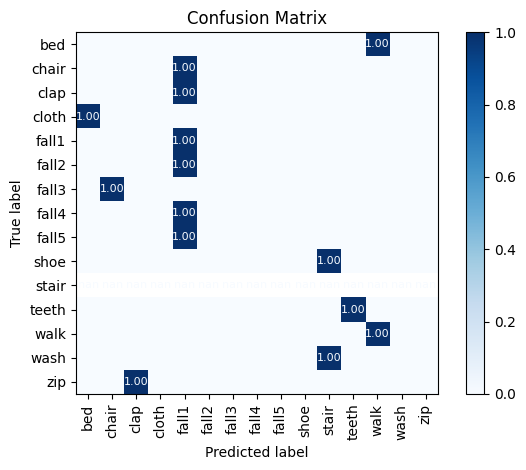 Confusion Matrix
True label
bed 1.00
chair 1.00
clap 1.00
cloth 1.00
fall1 1.00
fall2 1.00
fall3 1.00
fall4 1.00
fall5 1.00
shoe 1.00
stair
teeth 1.00
walk 1.00
wash 1.00
zip 1.00
bed chair clap cloth fall1 fall2 fall3 fall4 fall5 shoe stair teeth walk wash zip
Predicted label
1.0
0.8
0.6
0.4
0.2
0.0